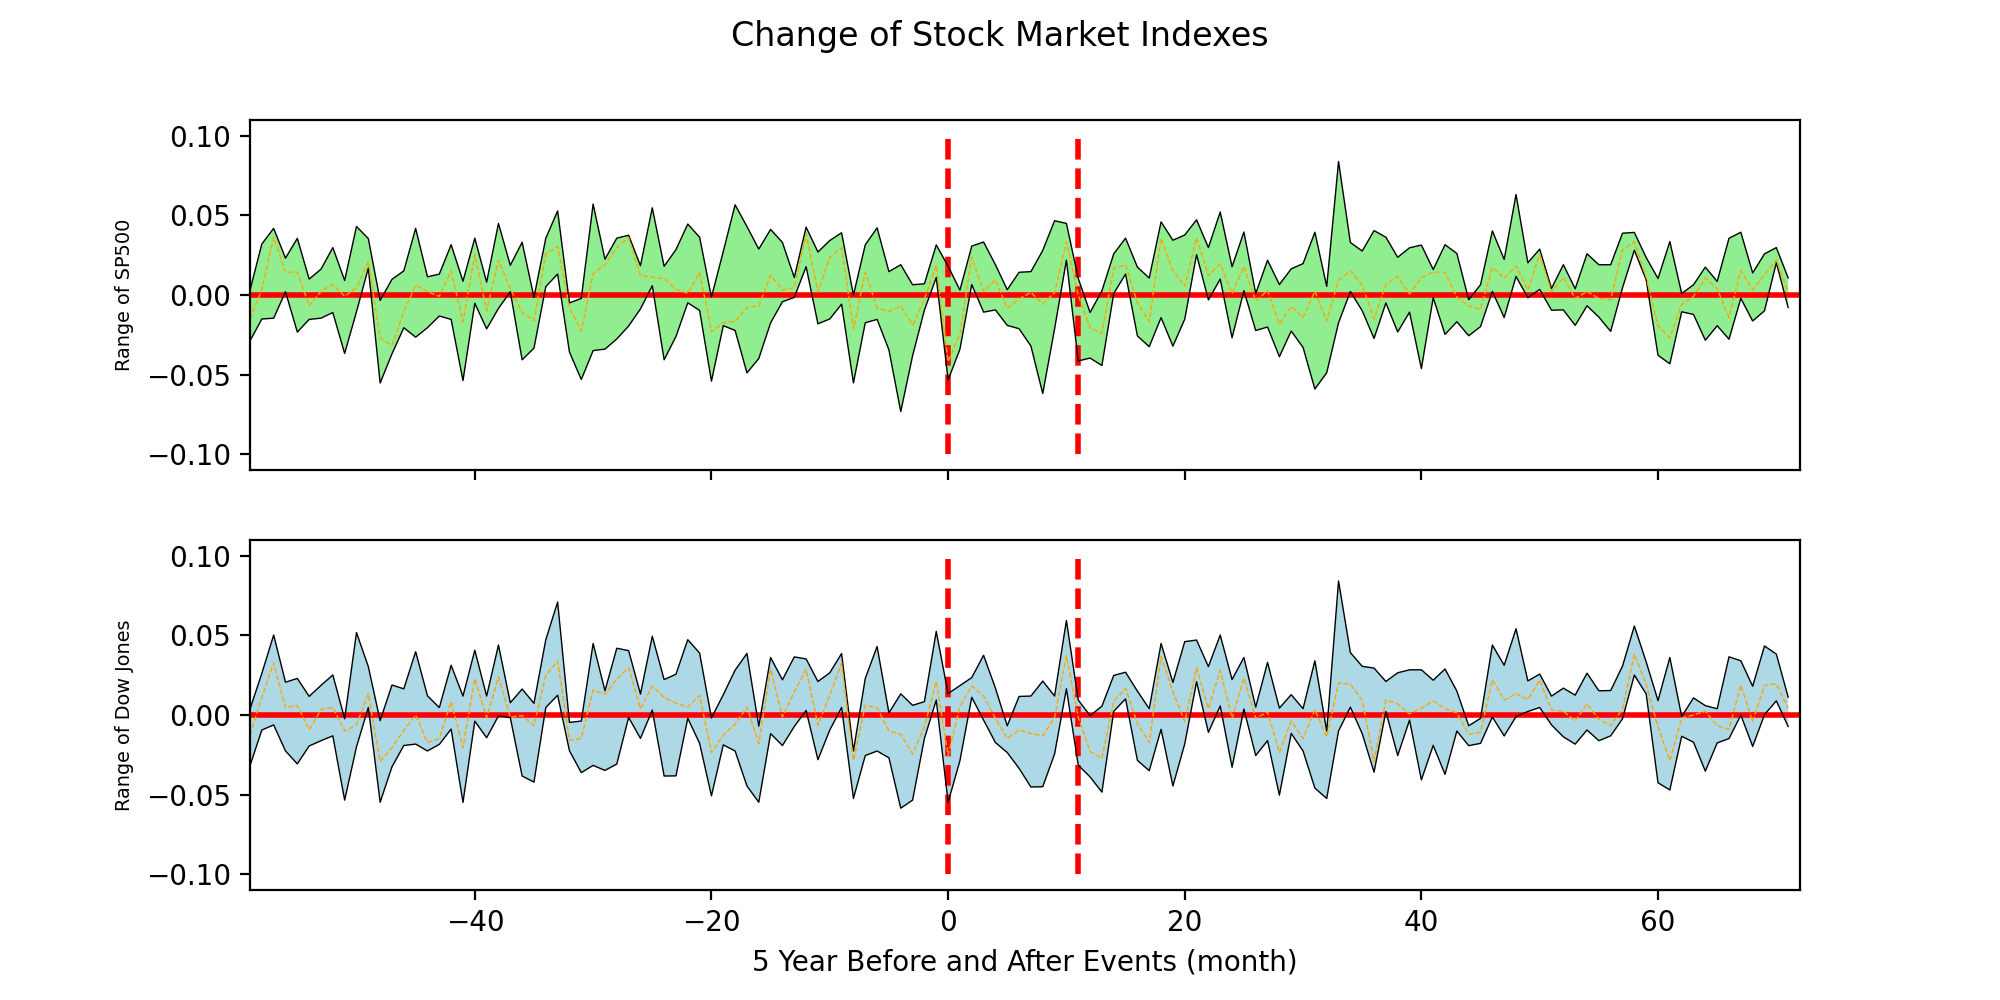 Change of Stock Market Indexes
0.10
0.05
0.00
−0.05
−0.10
Range of SP500
0.10
0.05
0.00
−0.05
−0.10
Range of Dow Jones
−40 −20 0 20 40 60
5 Year Before and After Events (month)